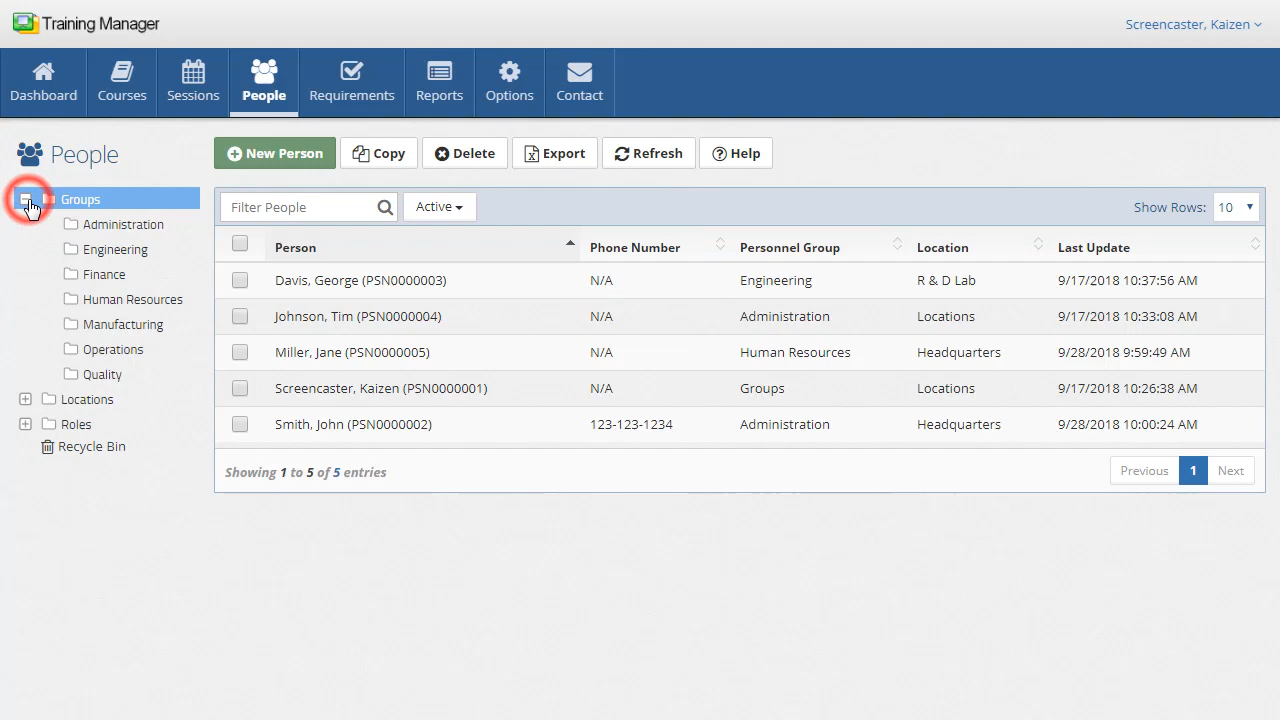 Training Manager
Screencaster, Kaizen
Dashboard Courses Sessions People Requirements Reports Options Contact
People
New Person Copy Delete Export Refresh Help
Groups
Administration
Engineering
Finance
Human Resources
Manufacturing
Operations
Quality
Locations
Roles
Recycle Bin
Filter People Active Show Rows: 10
Person Phone Number Personnel Group Location Last Update
Davis, George (PSN0000003) N/A Engineering R & D Lab 9/17/2018 10:37:56 AM
Johnson, Tim (PSN0000004) N/A Administration Locations 9/17/2018 10:33:08 AM
Miller, Jane (PSN0000005) N/A Human Resources Headquarters 9/28/2018 9:59:49 AM
Screencaster, Kaizen (PSN0000001) N/A Groups Locations 9/17/2018 10:26:38 AM
Smith, John (PSN0000002) 123-123-1234 Administration Headquarters 9/28/2018 10:00:24 AM
Showing 1 to 5 of 5 entries Previous 1 Next